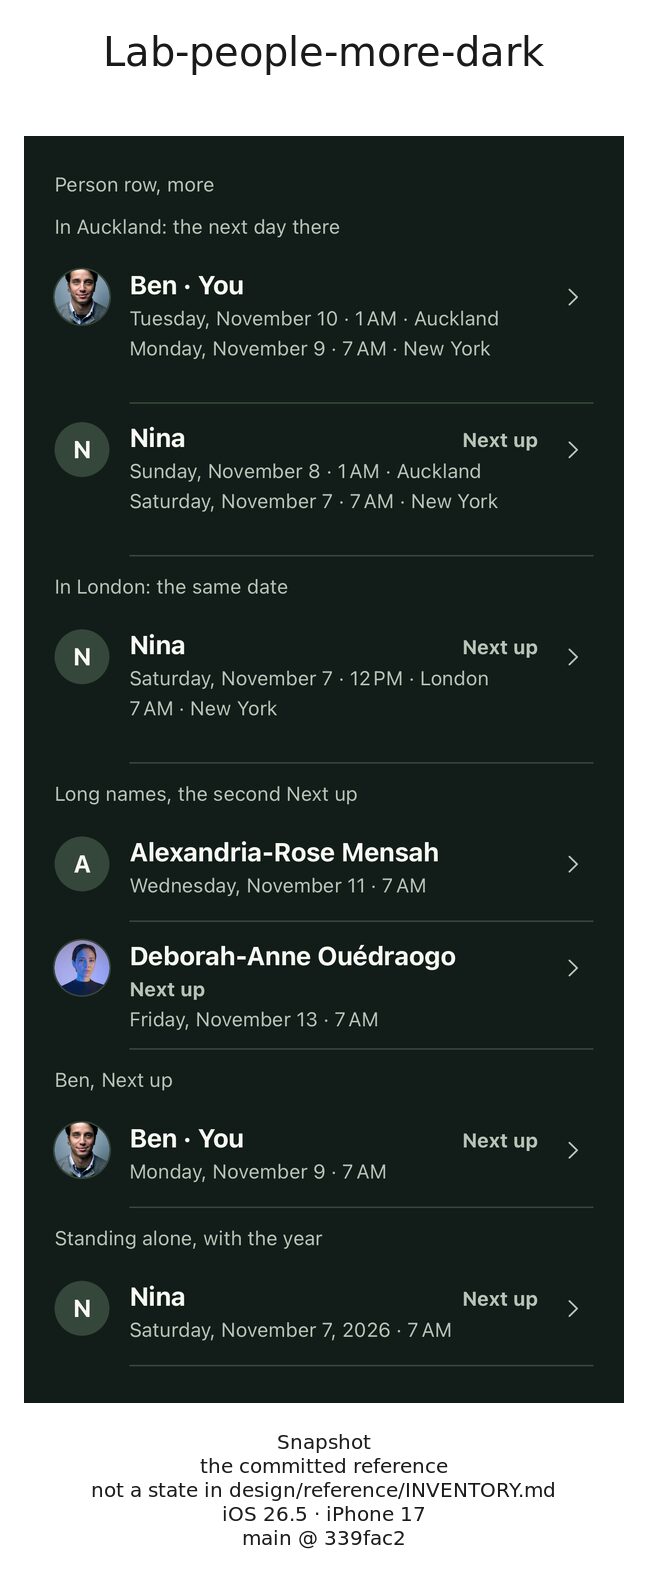 Lab-people-more-dark
Person row, more
In Auckland: the next day there
Ben · You
Tuesday, November 10 · 1 AM · Auckland
Monday, November 9 · 7 AM · New York
N
Nina
Next up
Sunday, November 8 · 1 AM · Auckland
Saturday, November 7 · 7 AM · New York
In London: the same date
N
Nina
Next up
Saturday, November 7 · 12 PM · London
7 AM · New York
Long names, the second Next up
A
Alexandria-Rose Mensah
Wednesday, November 11 · 7 AM
Deborah-Anne Ouédraogo
Next up
Friday, November 13 · 7 AM
Ben, Next up
Ben · You
Next up
Monday, November 9 · 7 AM
Standing alone, with the year
N
Nina
Next up
Saturday, November 7, 2026 · 7 AM
Snapshot
the committed reference
not a state in design/reference/INVENTORY.md
iOS 26.5 · iPhone 17
main @ 339fac2